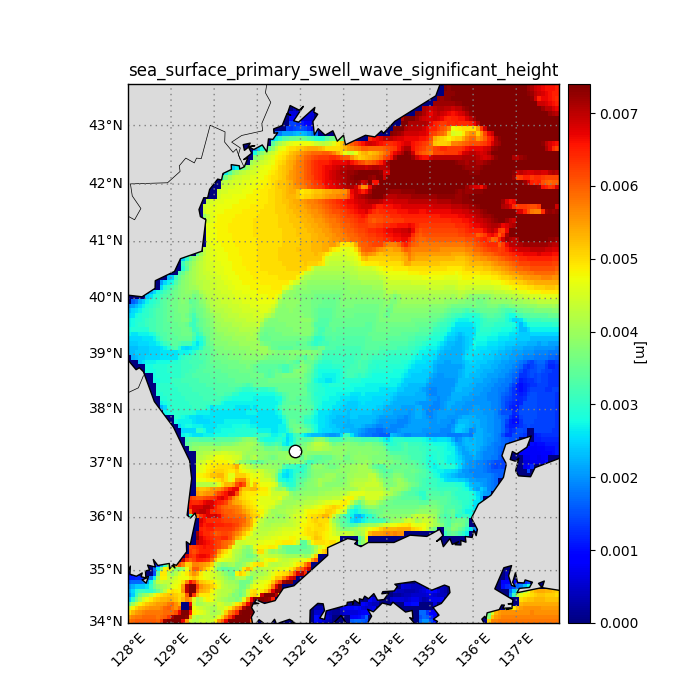 sea_surface_primary_swell_wave_significant_height
43°N
42°N
41°N
40°N
39°N
38°N
37°N
36°N
35°N
34°N
128°E
129°E
130°E
131°E
132°E
133°E
134°E
135°E
136°E
137°E
0.007
0.006
0.005
0.004
0.003
0.002
0.001
0.000
[m]